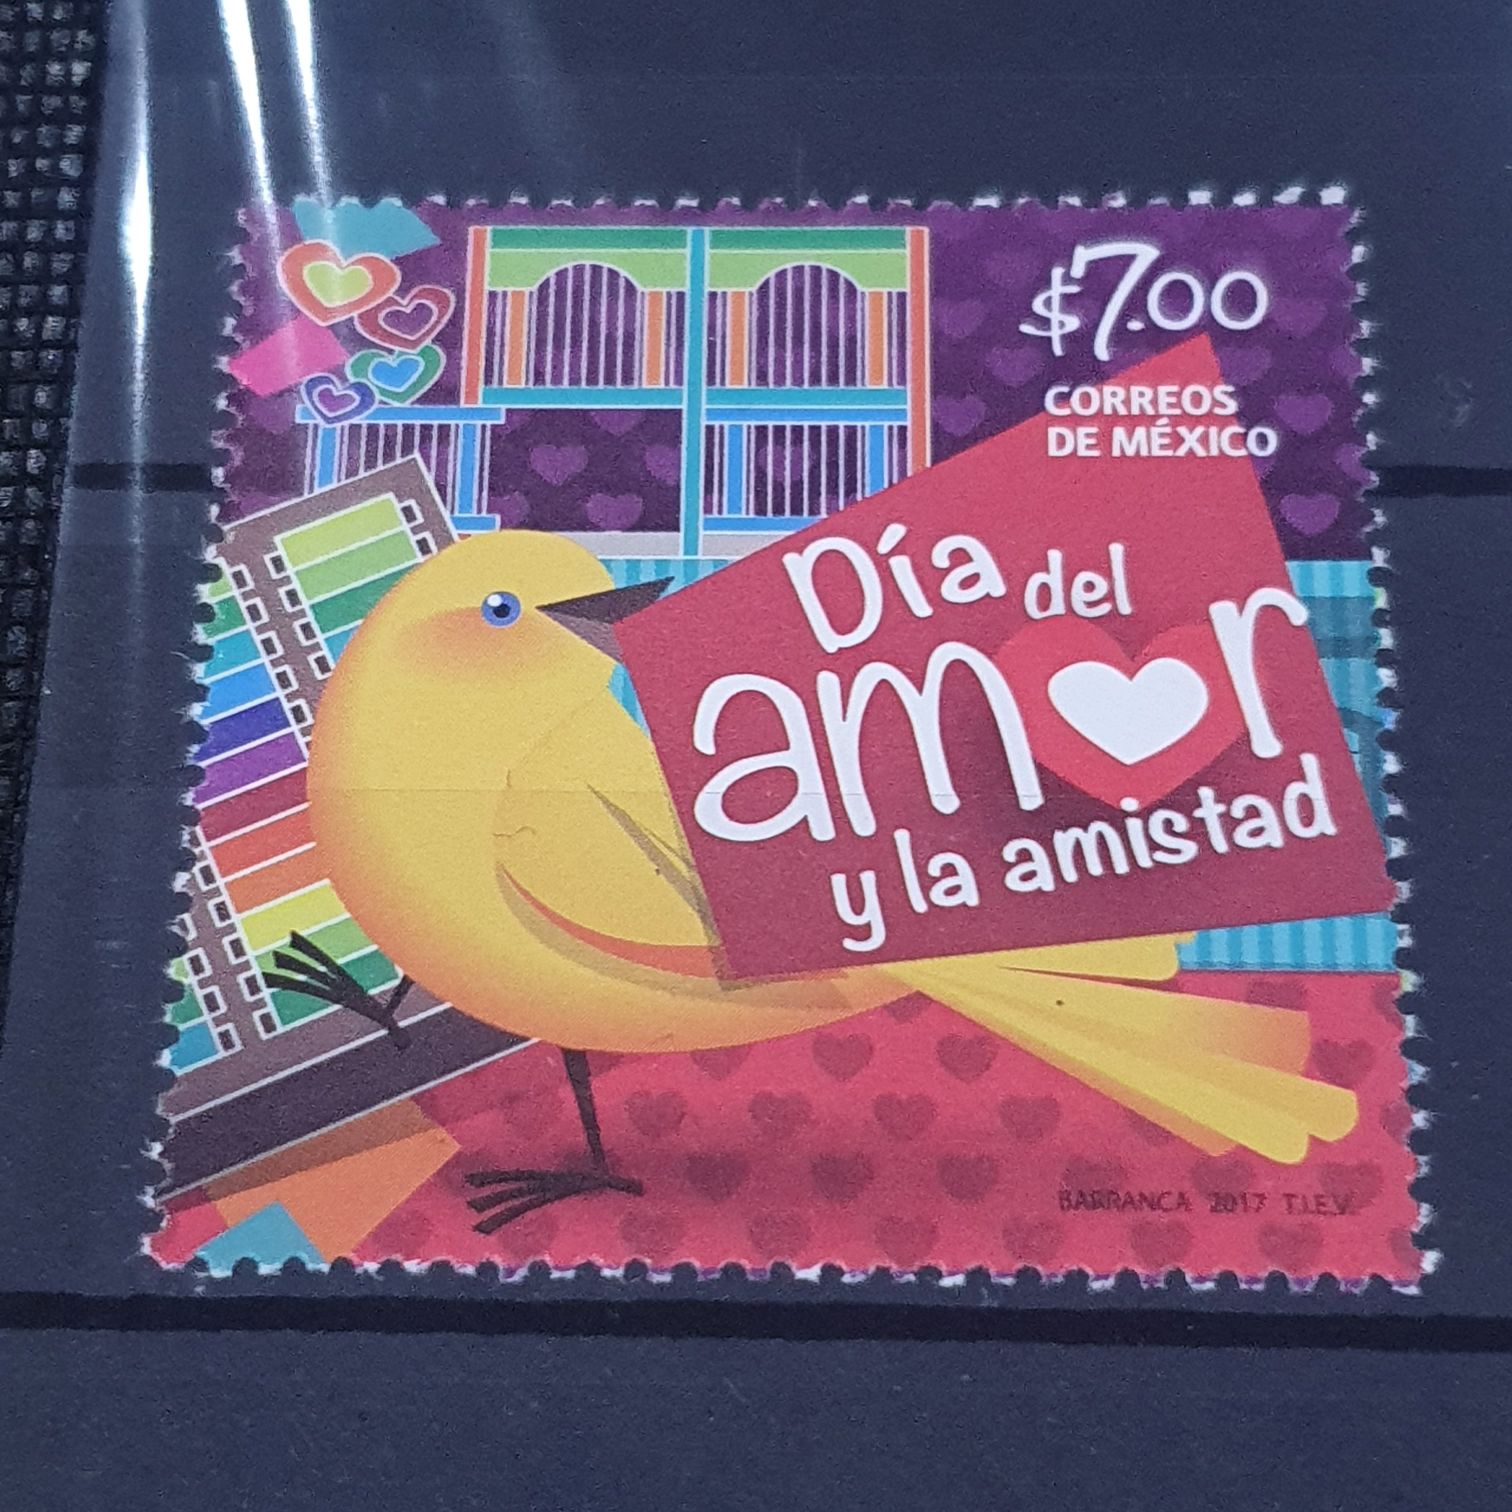 $7.00
CORREOS
DE MÉXICO
Día del
amor
y la amistad
BARRANCA 2017 T.I.E.V.